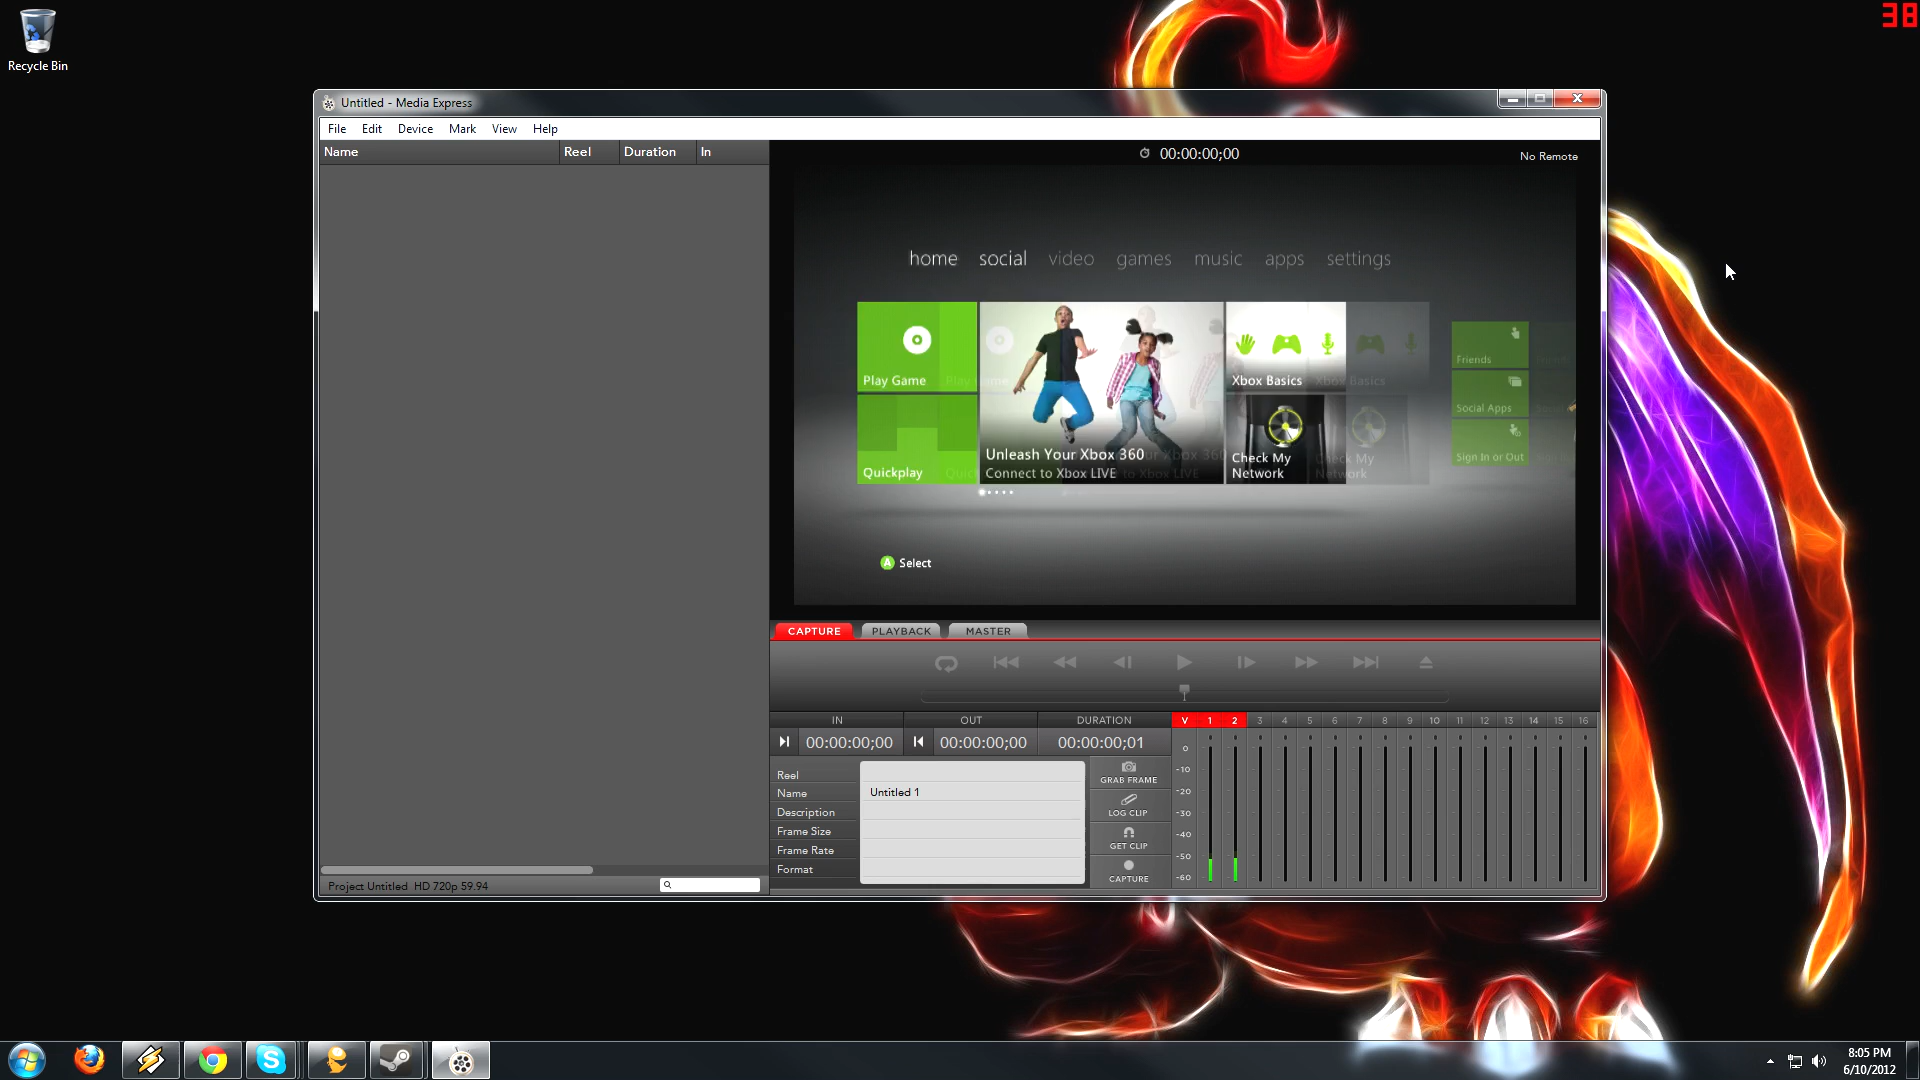 38
Recycle Bin
Untitled - Media Express
File Edit Device Mark View Help
Name Reel Duration In
00:00:00;00
No Remote
home social video games music apps settings
Play Game
Quickplay
Unleash Your Xbox 360
Connect to Xbox LIVE
Xbox Basics
Check My
Network
Friends
Social Apps
Sign In or Out
A Select
CAPTURE PLAYBACK MASTER
IN OUT DURATION
V 1 2 3 4 5 6 7 8 9 10 11 12 13 14 15 16
00:00:00;00 00:00:00;00 00:00:00;01
0
-10
-20
-30
-40
-50
-60
Reel
Name Untitled 1
Description
Frame Size
Frame Rate
Format
GRAB FRAME
LOG CLIP
GET CLIP
CAPTURE
Project Untitled HD 720p 59.94
8:05 PM
6/10/2012